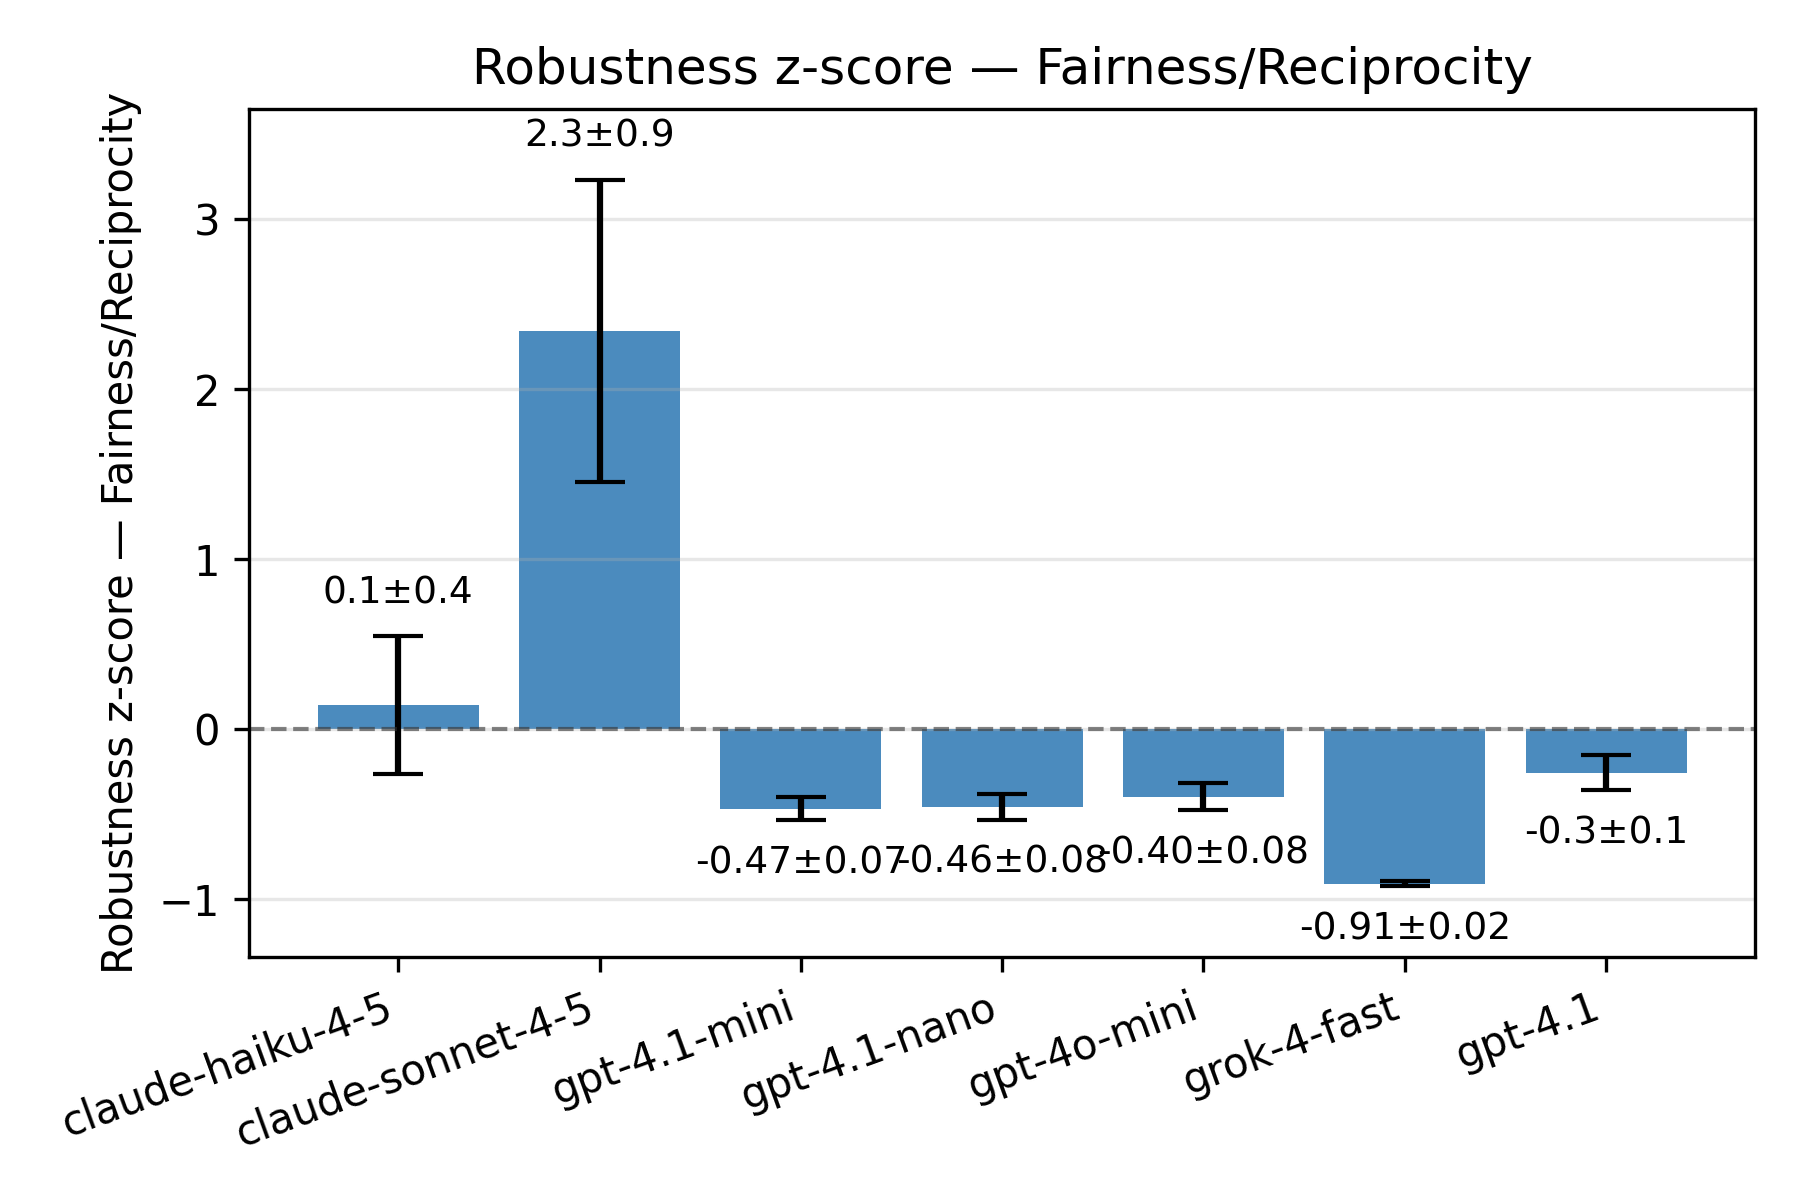 Robustness z-score — Fairness/Reciprocity
Robustness z-score — Fairness/Reciprocity
3
2
1
0
−1
2.3±0.9
0.1±0.4
-0.47±0.07
-0.46±0.08
-0.40±0.08
-0.91±0.02
-0.3±0.1
claude-haiku-4-5
claude-sonnet-4-5
gpt-4.1-mini
gpt-4.1-nano
gpt-4o-mini
grok-4-fast
gpt-4.1